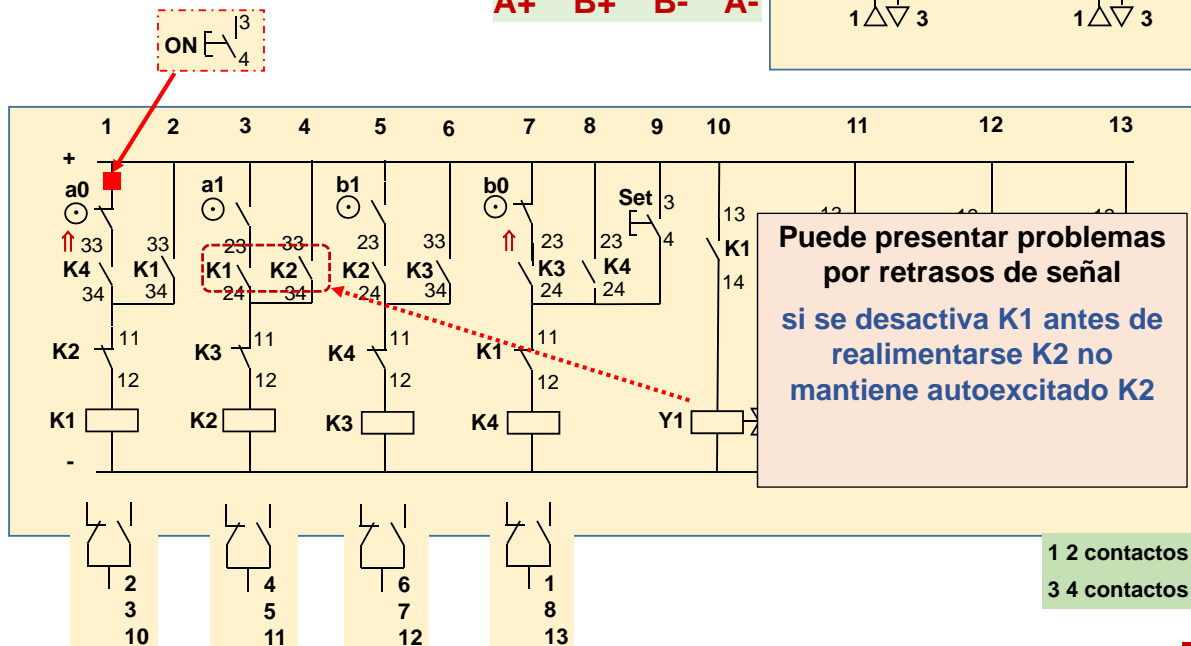 A+ B+ B- A-
1 3 1 3
ON 3
4
1 2 3 4 5 6 7 8 9 10 11 12 13
+
a0 a1 b1 b0 Set 3
4
13
K1
14
⇑ ⇑
33 33 23 33 23 33 23 23
K4 K1 K1 K2 K2 K3 K3 K4
34 34 24 34 24 34 24 24
K2 11 K3 11 K4 11 K1 11
12 12 12 12
K1 K2 K3 K4 Y1
-
Puede presentar problemas
por retrasos de señal
si se desactiva K1 antes de
realimentarse K2 no
mantiene autoexcitado K2
2 4 6 1
3 5 7 8
10 11 12 13
1 2 contactos
3 4 contactos